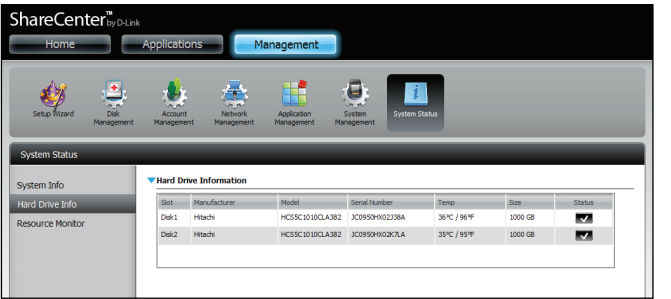 ShareCenter™ by D-Link
Home Applications Management
Setup Wizard Disk Management Account Management Network Management Application Management System Management System Status
System Status
System Info
Hard Drive Info
Resource Monitor
Hard Drive Information
Slot Manufacturer Model Serial Number Temp Size Status
Disk1 Hitachi HCS5C1010CLA382 JC0950HX02J38A 36°C / 96°F 1000 GB
Disk2 Hitachi HCS5C1010CLA382 JC0950HX02K7LA 35°C / 95°F 1000 GB